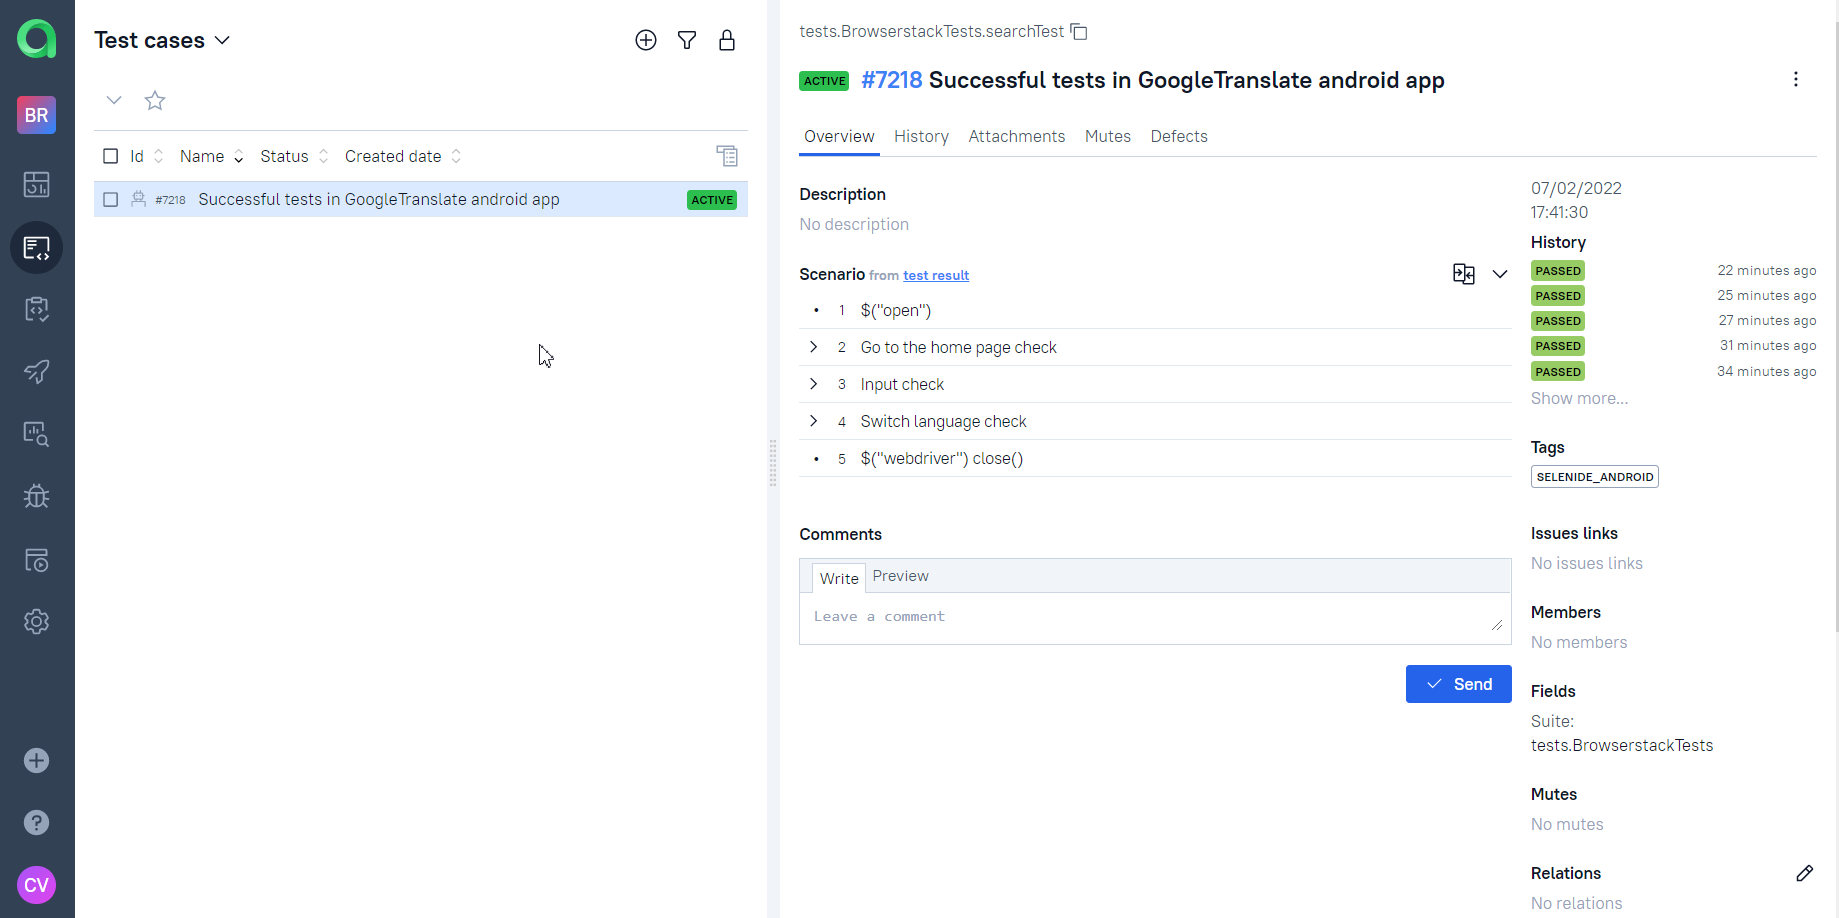 BR
CV
Test cases
Id Name Status Created date
#7218 Successful tests in GoogleTranslate android app ACTIVE
tests.BrowserstackTests.searchTest
ACTIVE #7218 Successful tests in GoogleTranslate android app
Overview History Attachments Mutes Defects
Description
No description
Scenario from test result
• 1 $("open")
2 Go to the home page check
3 Input check
4 Switch language check
• 5 $("webdriver") close()
Comments
Write Preview
Leave a comment
Send
07/02/2022
17:41:30
History
PASSED 22 minutes ago
PASSED 25 minutes ago
PASSED 27 minutes ago
PASSED 31 minutes ago
PASSED 34 minutes ago
Show more...
Tags
SELENIDE_ANDROID
Issues links
No issues links
Members
No members
Fields
Suite:
tests.BrowserstackTests
Mutes
No mutes
Relations
No relations